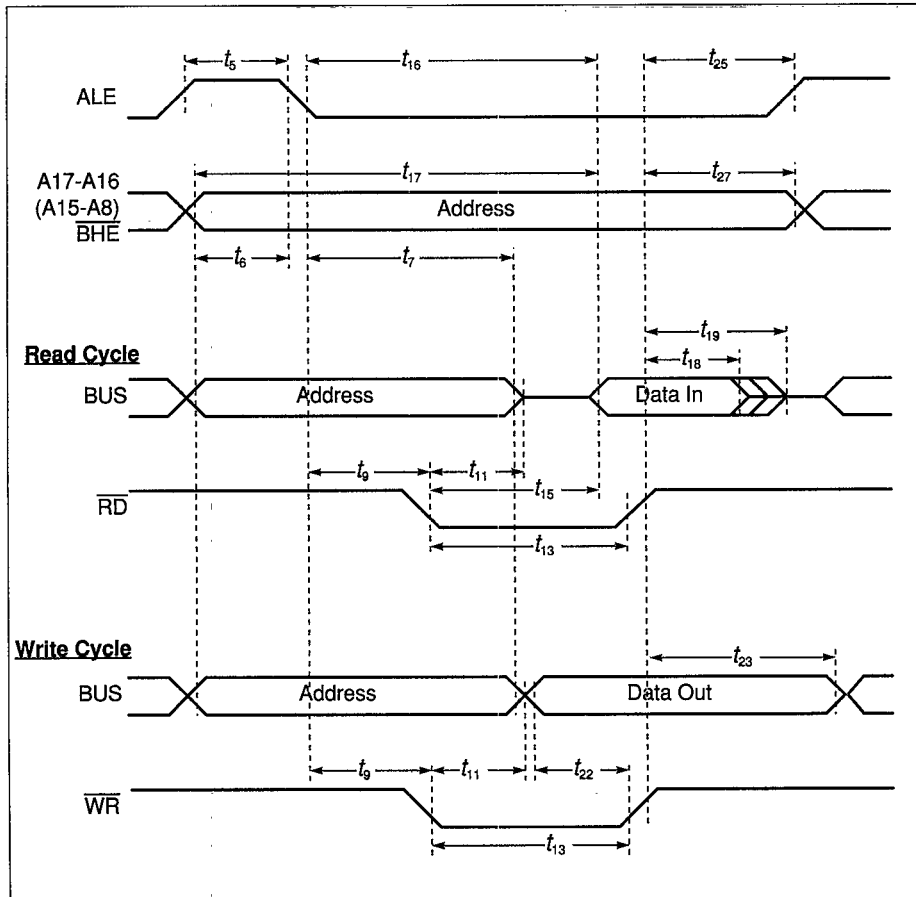 t5 t16 t25
ALE
A17-A16
(A15-A8)
BHE
t17 t27
Address
t6 t7
t19
t18
Read Cycle
BUS Address Data In
t9 t11
t15
RD
t13
Write Cycle
t23
BUS Address Data Out
t9 t11 t22
WR
t13